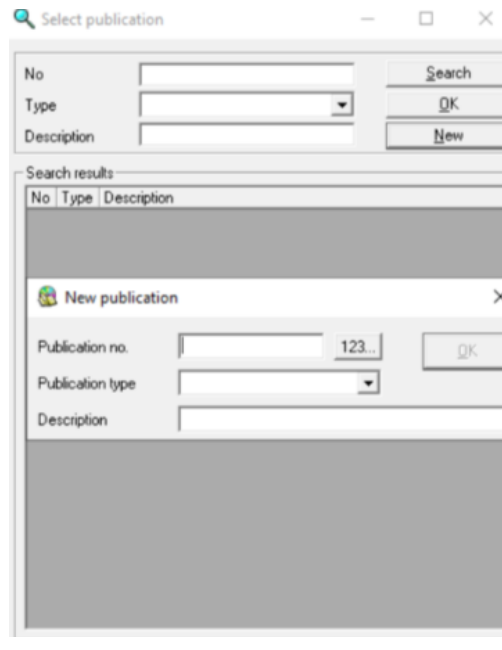 Select publication
No Search
Type OK
Description New
Search results
No Type Description
New publication
Publication no. 123... OK
Publication type
Description